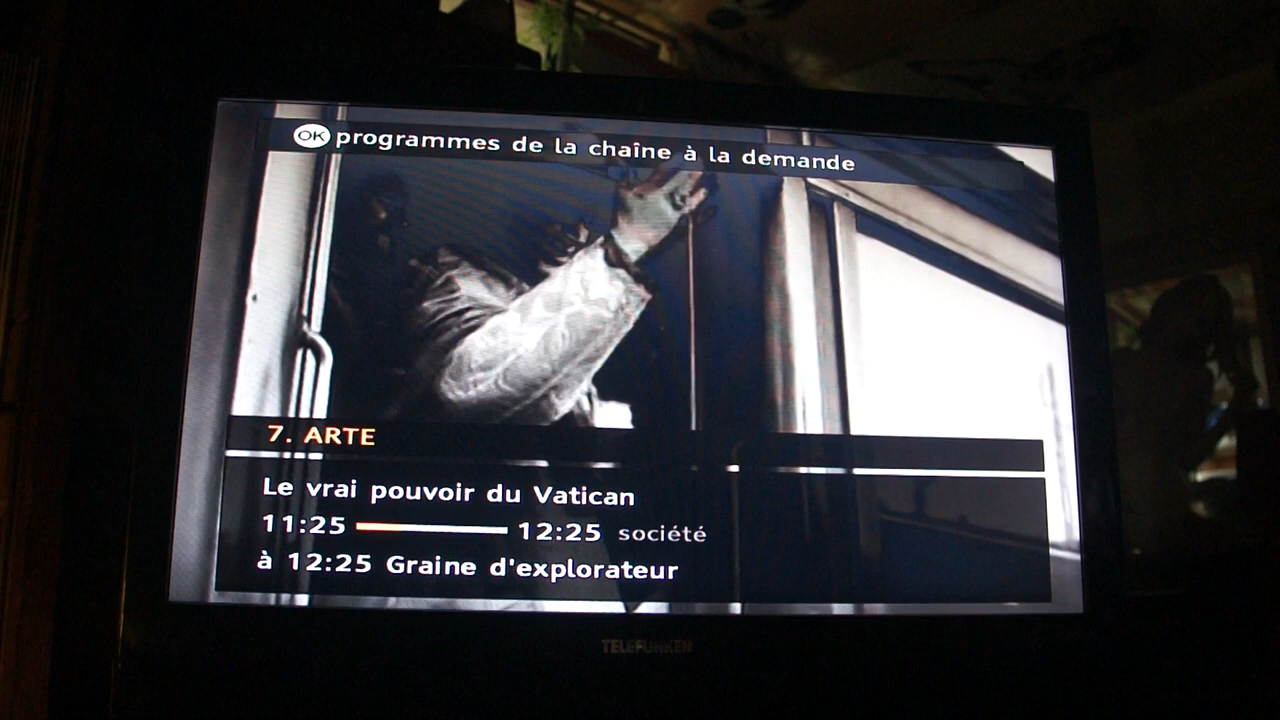 OK programmes de la chaîne à la demande
7. ARTE
Le vrai pouvoir du Vatican
11:25 12:25 société
à 12:25 Graine d'explorateur
TELEFUNKEN